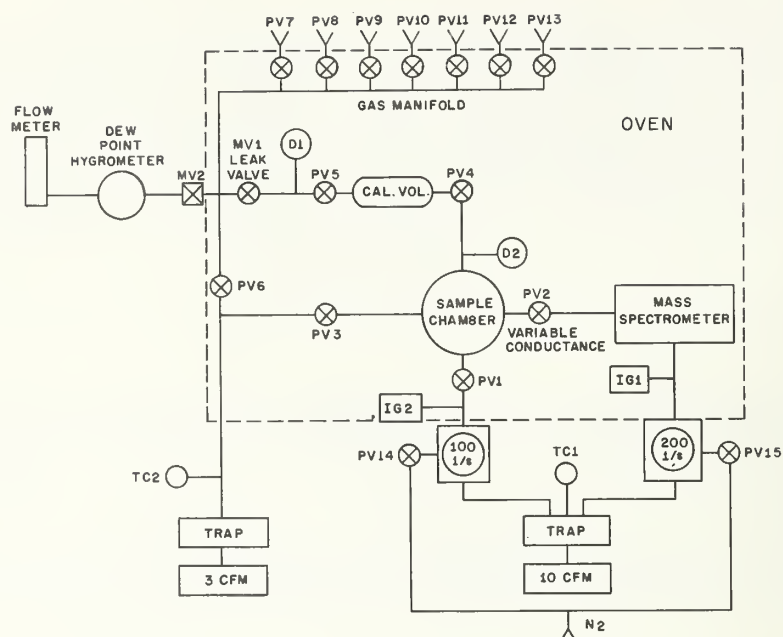 PV7 PV8 PV9 PV10 PV11 PV12 PV13
GAS MANIFOLD
OVEN
FLOW
METER
DEW
POINT
HYGROMETER
MV2
MV1
LEAK
VALVE
D1
PV5
CAL. VOL.
PV4
D2
PV6
PV3
SAMPLE
CHAMBER
PV2
VARIABLE
CONDUCTANCE
MASS
SPECTROMETER
PV1
IG2
IG1
100
1/s
200
1/s
PV14
PV15
TC2
TC1
TRAP
3 CFM
TRAP
10 CFM
N2